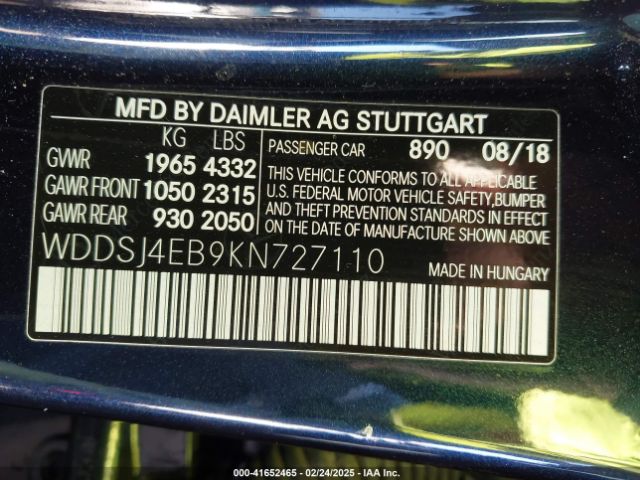 MFD BY DAIMLER AG STUTTGART
KG LBS
GWR 1965 4332
GAWR FRONT 1050 2315
GAWR REAR 930 2050
PASSENGER CAR 890 08/18
THIS VEHICLE CONFORMS TO ALL APPLICABLE
U.S. FEDERAL MOTOR VEHICLE SAFETY,BUMPER
AND THEFT PREVENTION STANDARDS IN EFFECT
ON THE DATE OF MANUFACTURE SHOWN ABOVE
WDDSJ4EB9KN727110
MADE IN HUNGARY
000-41652465 - 02/24/2025 - IAA Inc.